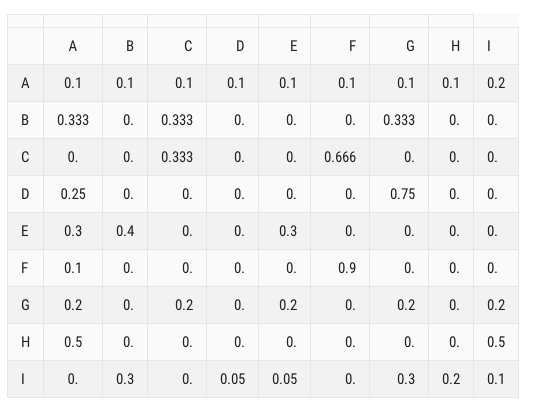 A B C D E F G H I
A 0.1 0.1 0.1 0.1 0.1 0.1 0.1 0.1 0.2
B 0.333 0. 0.333 0. 0. 0. 0.333 0. 0.
C 0. 0. 0.333 0. 0. 0.666 0. 0. 0.
D 0.25 0. 0. 0. 0. 0. 0.75 0. 0.
E 0.3 0.4 0. 0. 0.3 0. 0. 0. 0.
F 0.1 0. 0. 0. 0. 0.9 0. 0. 0.
G 0.2 0. 0.2 0. 0.2 0. 0.2 0. 0.2
H 0.5 0. 0. 0. 0. 0. 0. 0. 0.5
I 0. 0.3 0. 0.05 0.05 0. 0.3 0.2 0.1